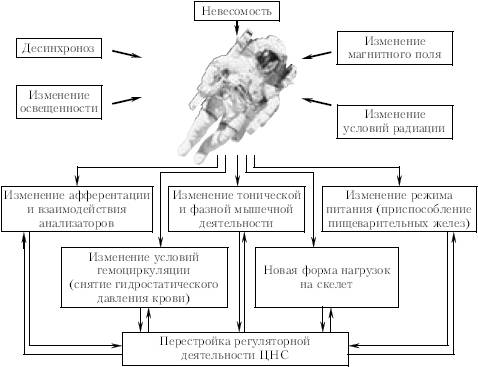 Невесомость
Десинхроноз
Изменение
магнитного поля
Изменение
освещенности
Изменение
условий радиации
Изменение афферентации
и взаимодействия
анализаторов
Изменение тонической
и фазной мышечной
деятельности
Изменение режима
питания (приспособление
пищеварительных желез)
Изменение условий
гемоциркуляции
(снятие гидростатического
давления крови)
Новая форма нагрузок
на скелет
Перестройка регуляторной
деятельности ЦНС